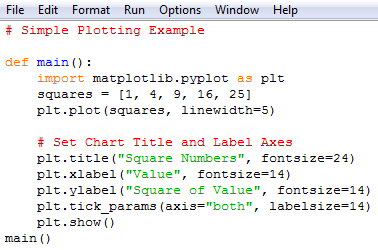 File Edit Format Run Options Window Help
# Simple Plotting Example
def main():
    import matplotlib.pyplot as plt
    squares = [1, 4, 9, 16, 25]
    plt.plot(squares, linewidth=5)
    # Set Chart Title and Label Axes
    plt.title("Square Numbers", fontsize=24)
    plt.xlabel("Value", fontsize=14)
    plt.ylabel("Square of Value", fontsize=14)
    plt.tick_params(axis="both", labelsize=14)
    plt.show()
main()